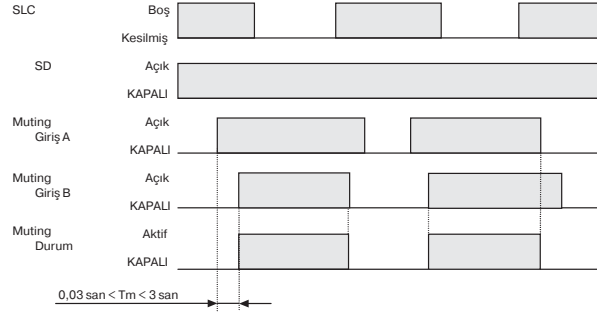 SLC Boş
Kesilmiş
SD Açık
KAPALI
Muting Giriş A Açık
KAPALI
Muting Giriş B Açık
KAPALI
Muting Durum Aktif
KAPALI
0,03 san < Tm < 3 san